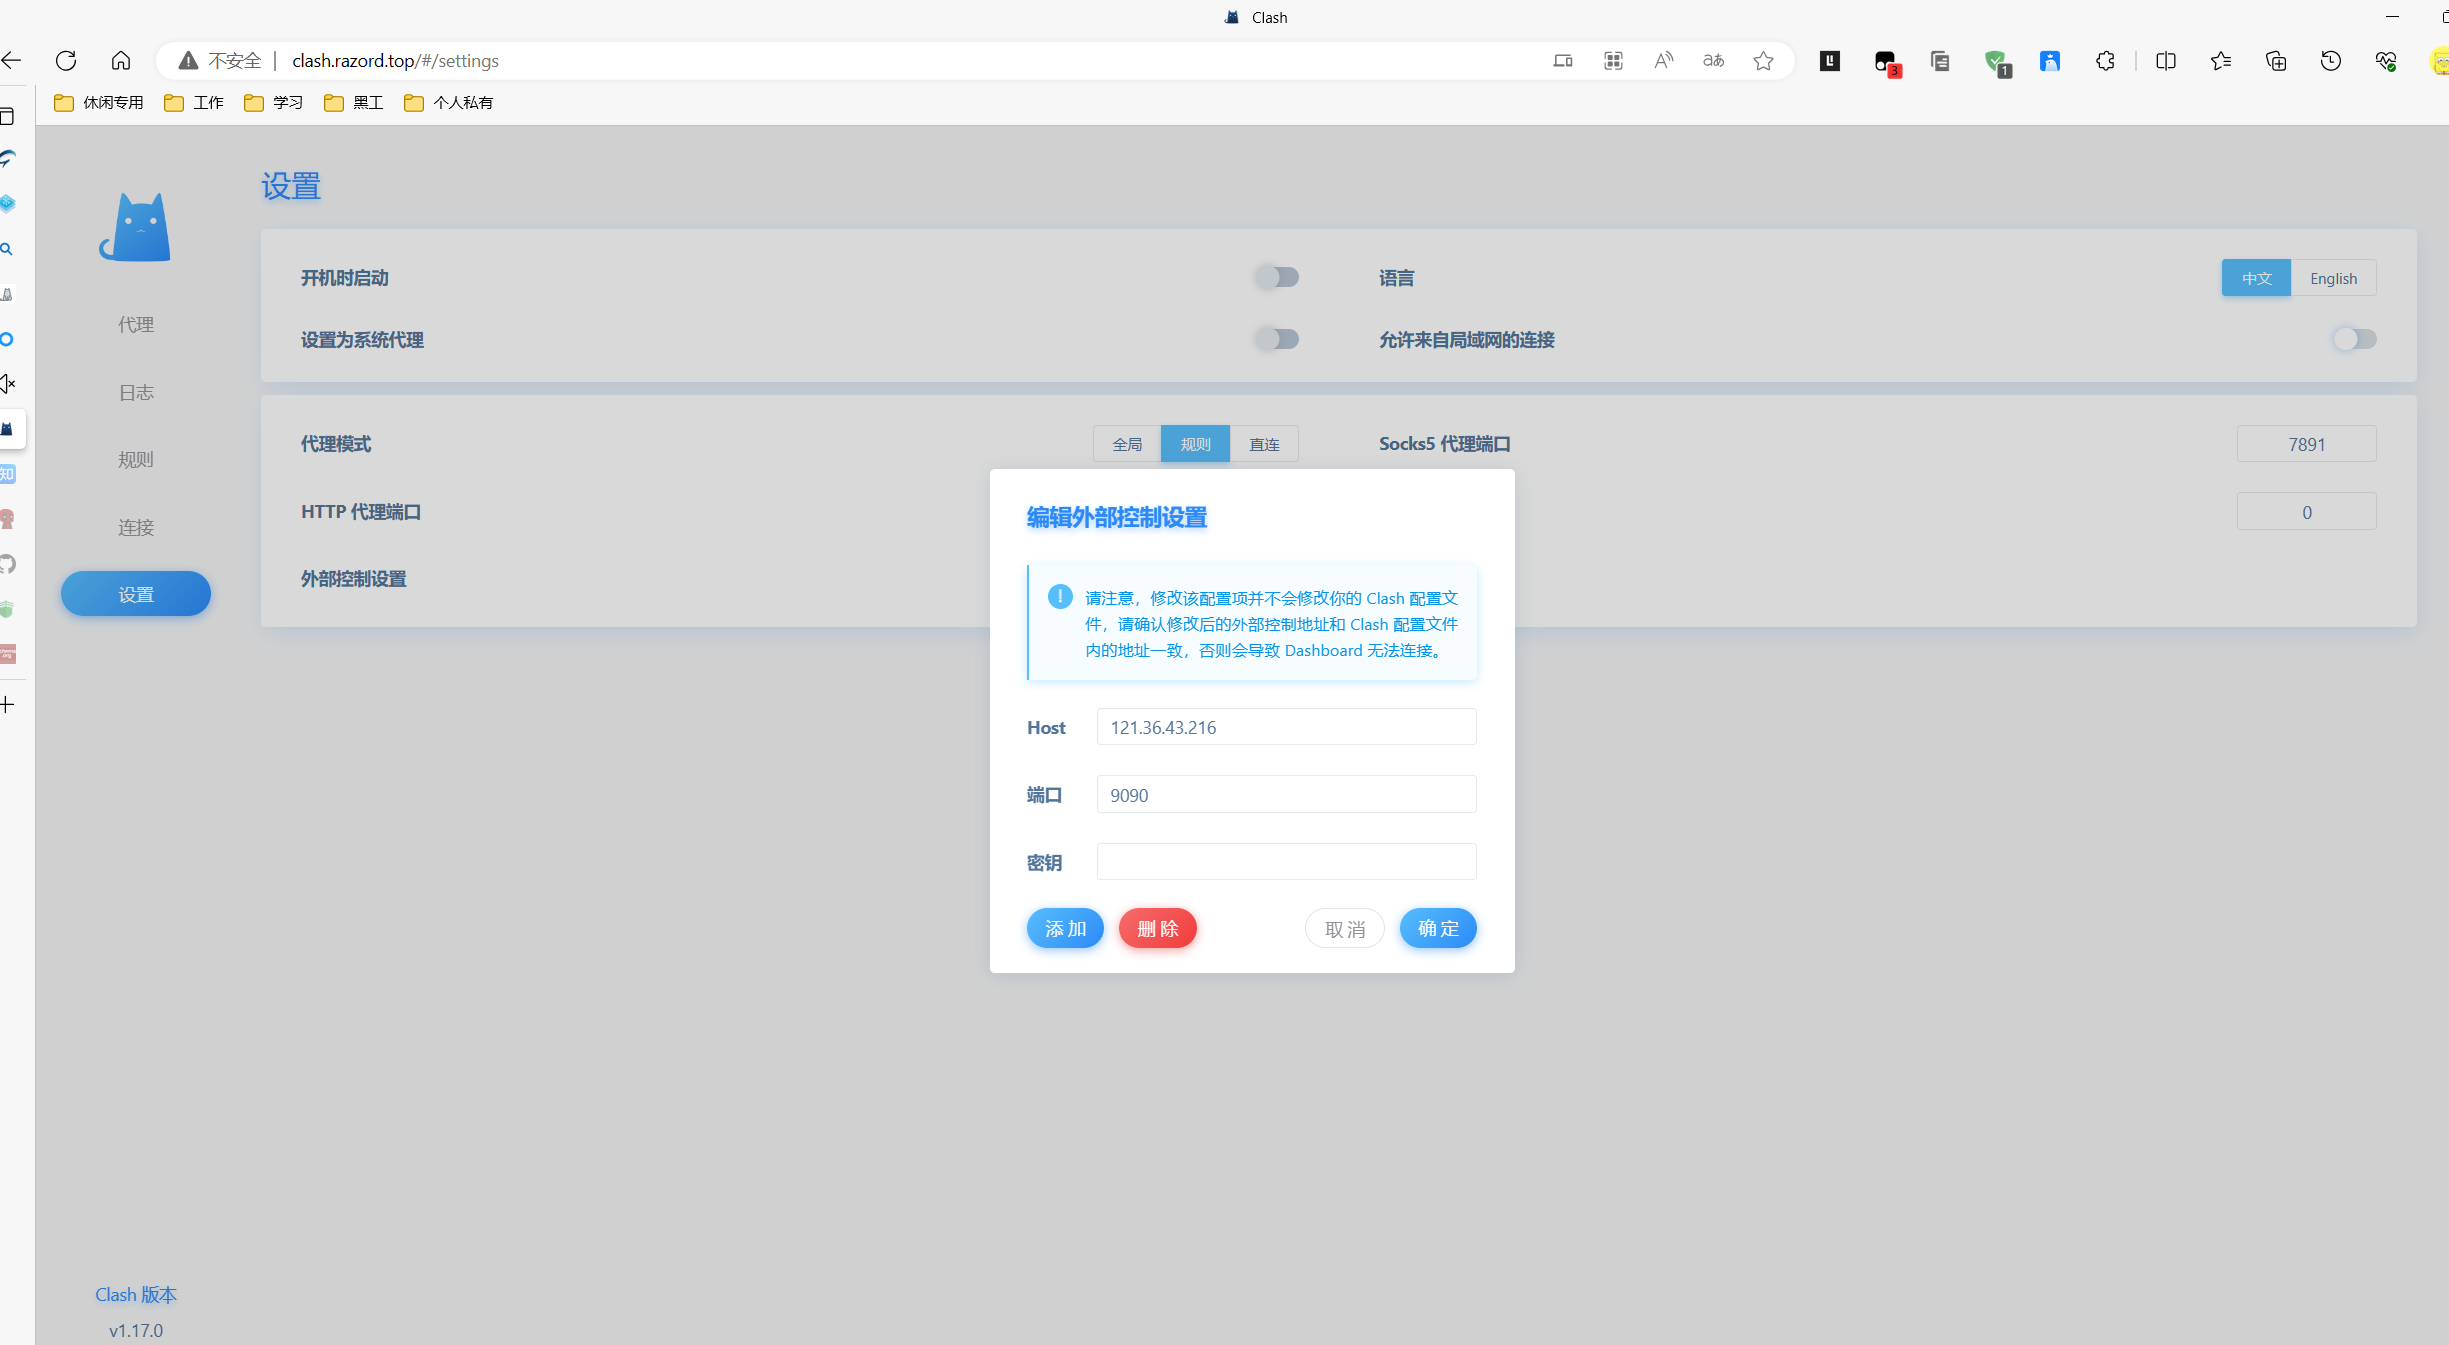 Clash
不安全
clash.razord.top/#/settings
aあ
3
1
休闲专用
工作
学习
黑工
个人私有
知
设置
代理
日志
规则
连接
设置
开机时启动
语言
中文 English
设置为系统代理
允许来自局域网的连接
代理模式
全局 规则 直连
Socks5 代理端口
7891
HTTP 代理端口
0
外部控制设置
编辑外部控制设置
请注意，修改该配置项并不会修改你的 Clash 配置文
件，请确认修改后的外部控制地址和 Clash 配置文件
内的地址一致，否则会导致 Dashboard 无法连接。
Host 121.36.43.216
端口 9090
密钥
添加 删除 取消 确定
Clash 版本
v1.17.0